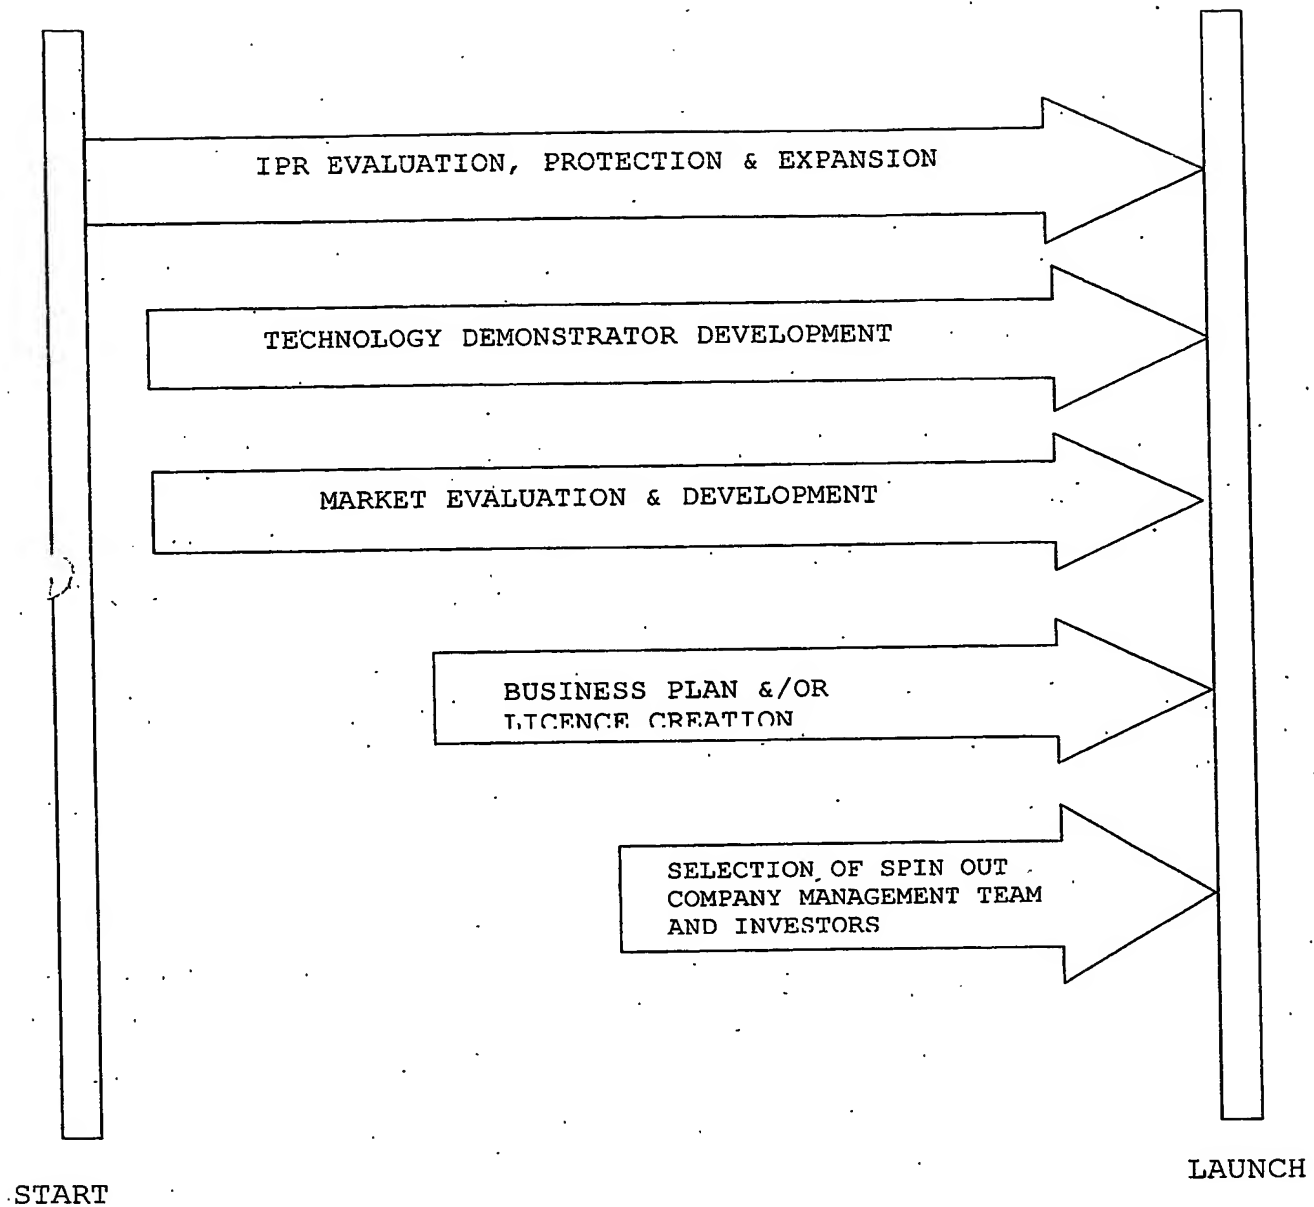 IPR EVALUATION, PROTECTION & EXPANSION
TECHNOLOGY DEMONSTRATOR DEVELOPMENT
MARKET EVALUATION & DEVELOPMENT
BUSINESS PLAN &/OR
LICENCE CREATION
SELECTION OF SPIN OUT
COMPANY MANAGEMENT TEAM
AND INVESTORS
LAUNCH
START